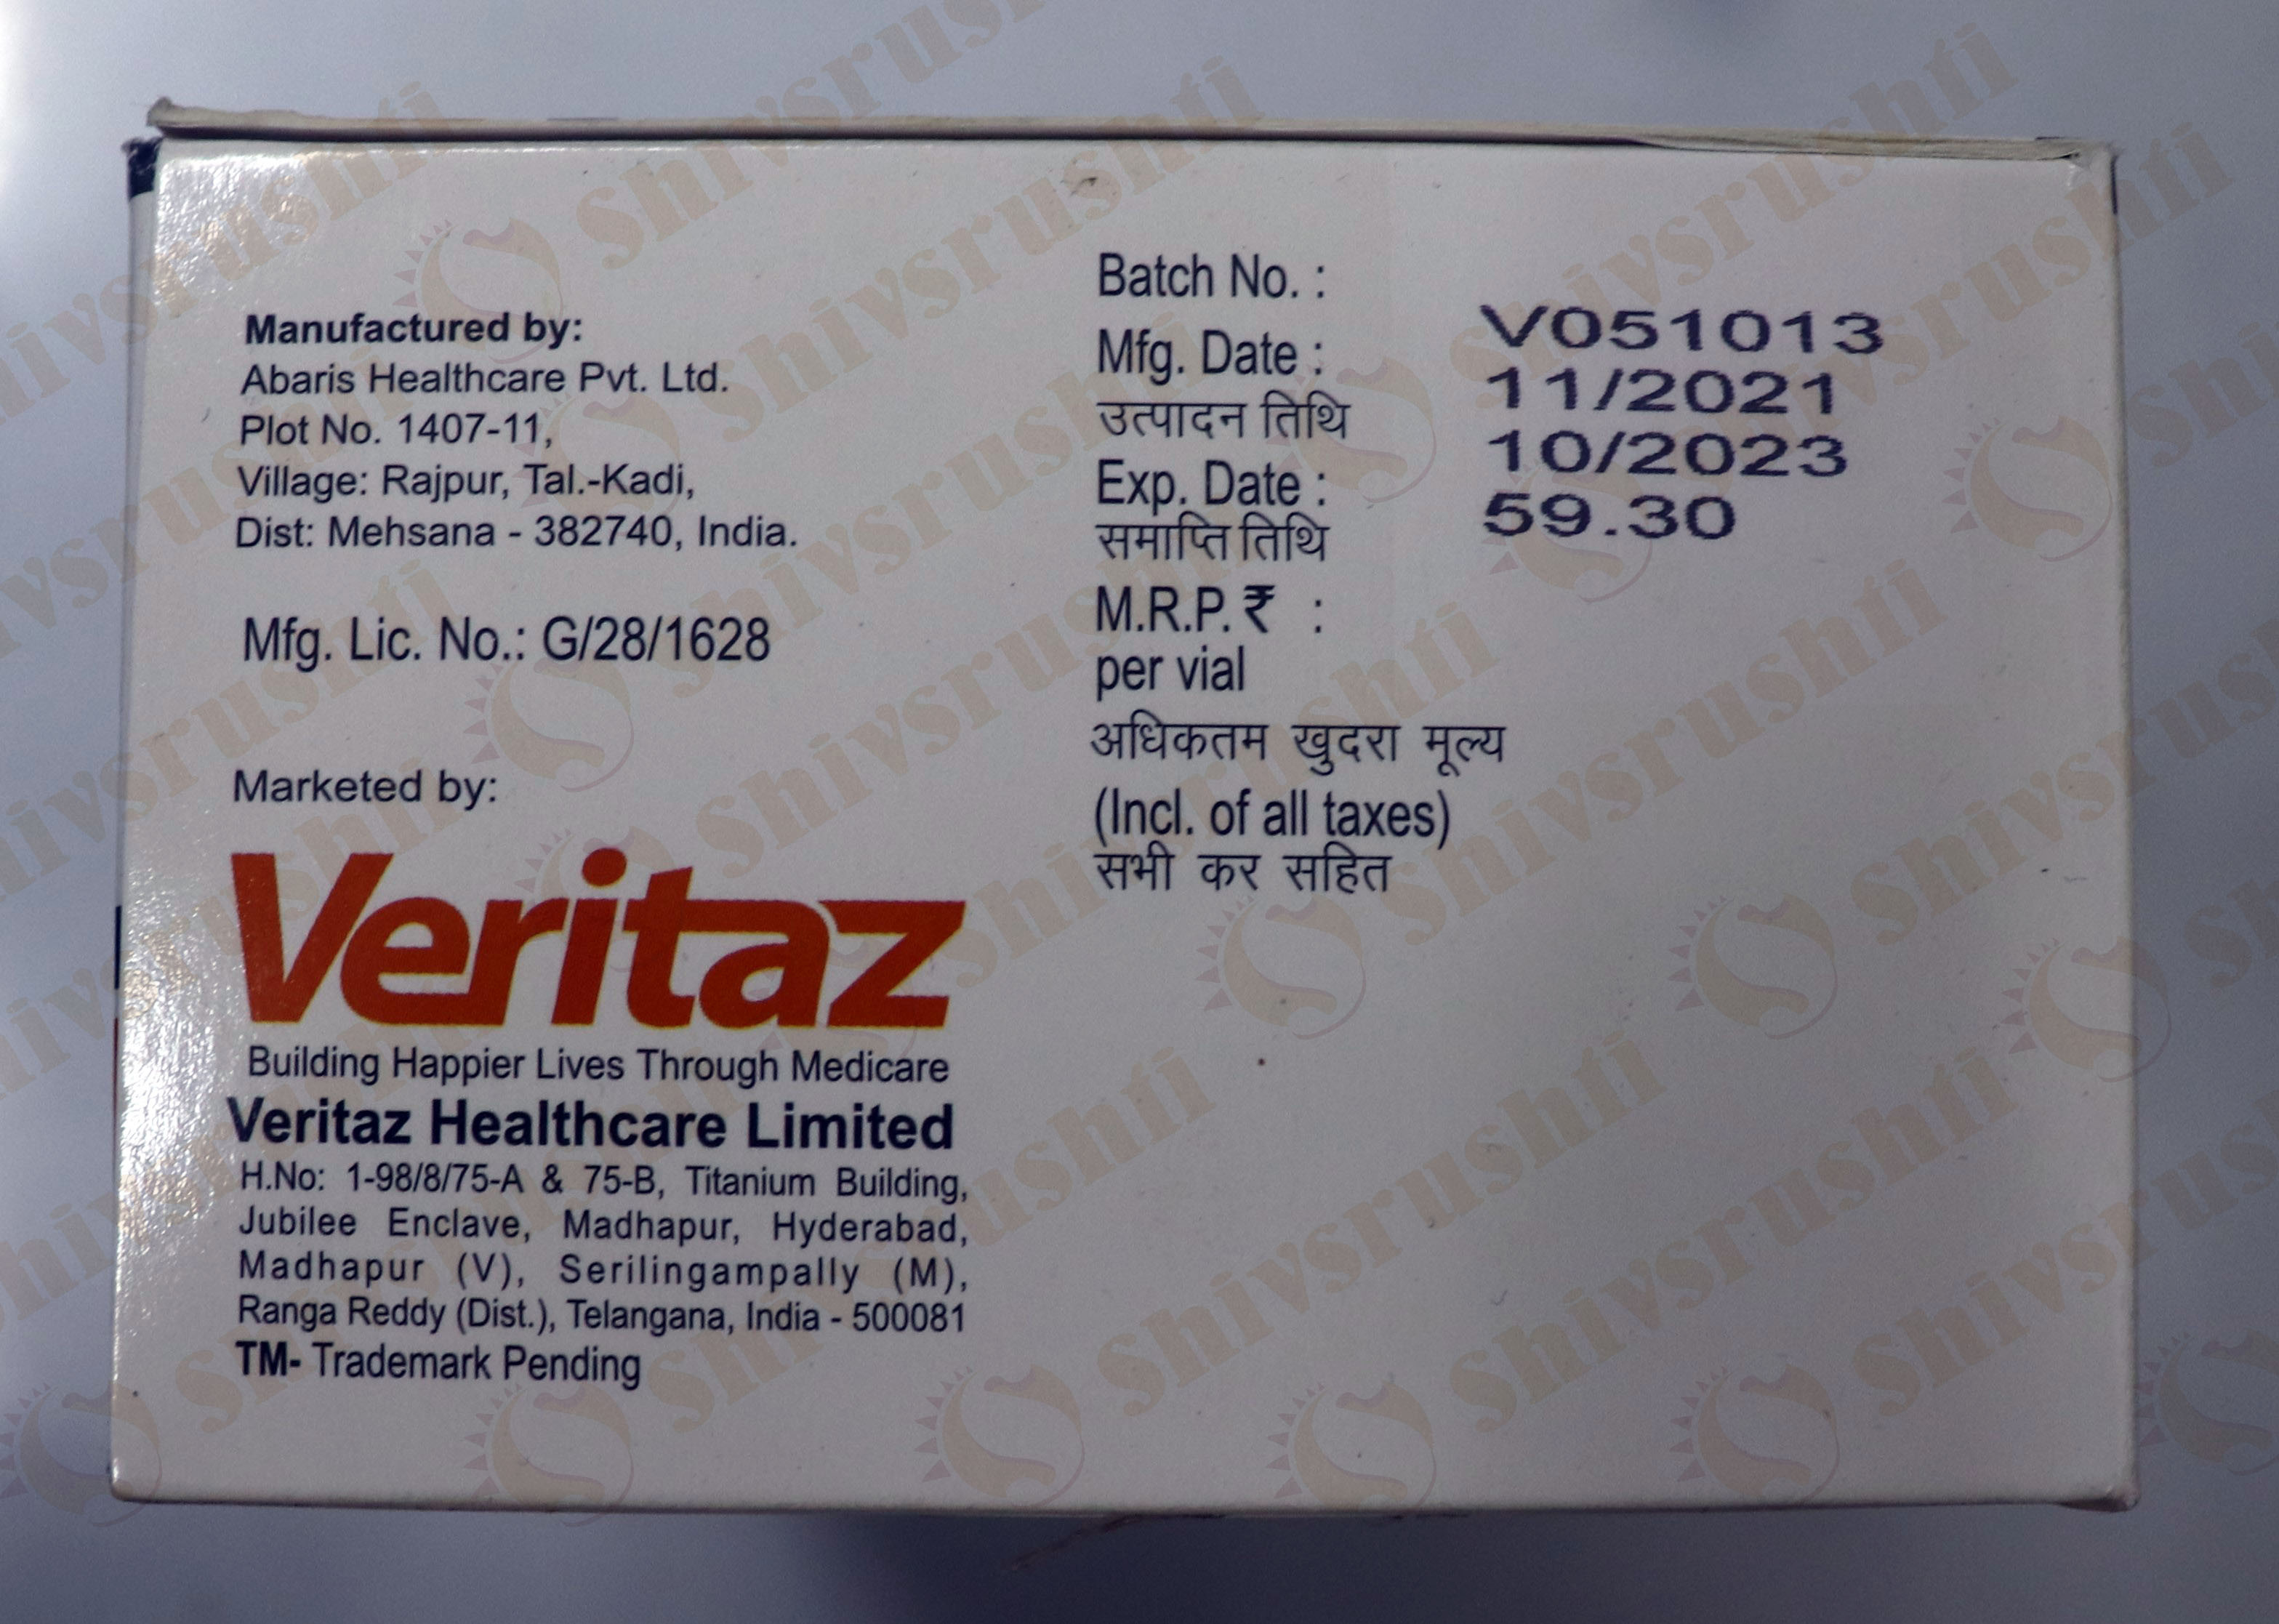 Manufactured by:
Abaris Healthcare Pvt. Ltd.
Plot No. 1407-11,
Village: Rajpur, Tal.-Kadi,
Dist: Mehsana - 382740, India.
Mfg. Lic. No.: G/28/1628
Marketed by:
Veritaz
Building Happier Lives Through Medicare
Veritaz Healthcare Limited
H.No: 1-98/8/75-A & 75-B, Titanium Building,
Jubilee Enclave, Madhapur, Hyderabad,
Madhapur (V), Serilingampally (M),
Ranga Reddy (Dist.), Telangana, India - 500081
TM- Trademark Pending
Batch No. :
Mfg. Date :
उत्पादन तिथि
Exp. Date :
समाप्ति तिथि
M.R.P. ₹ :
per vial
अधिकतम खुदरा मूल्य
(Incl. of all taxes)
सभी कर सहित
V051013
11/2021
10/2023
59.30
Shivsrushti